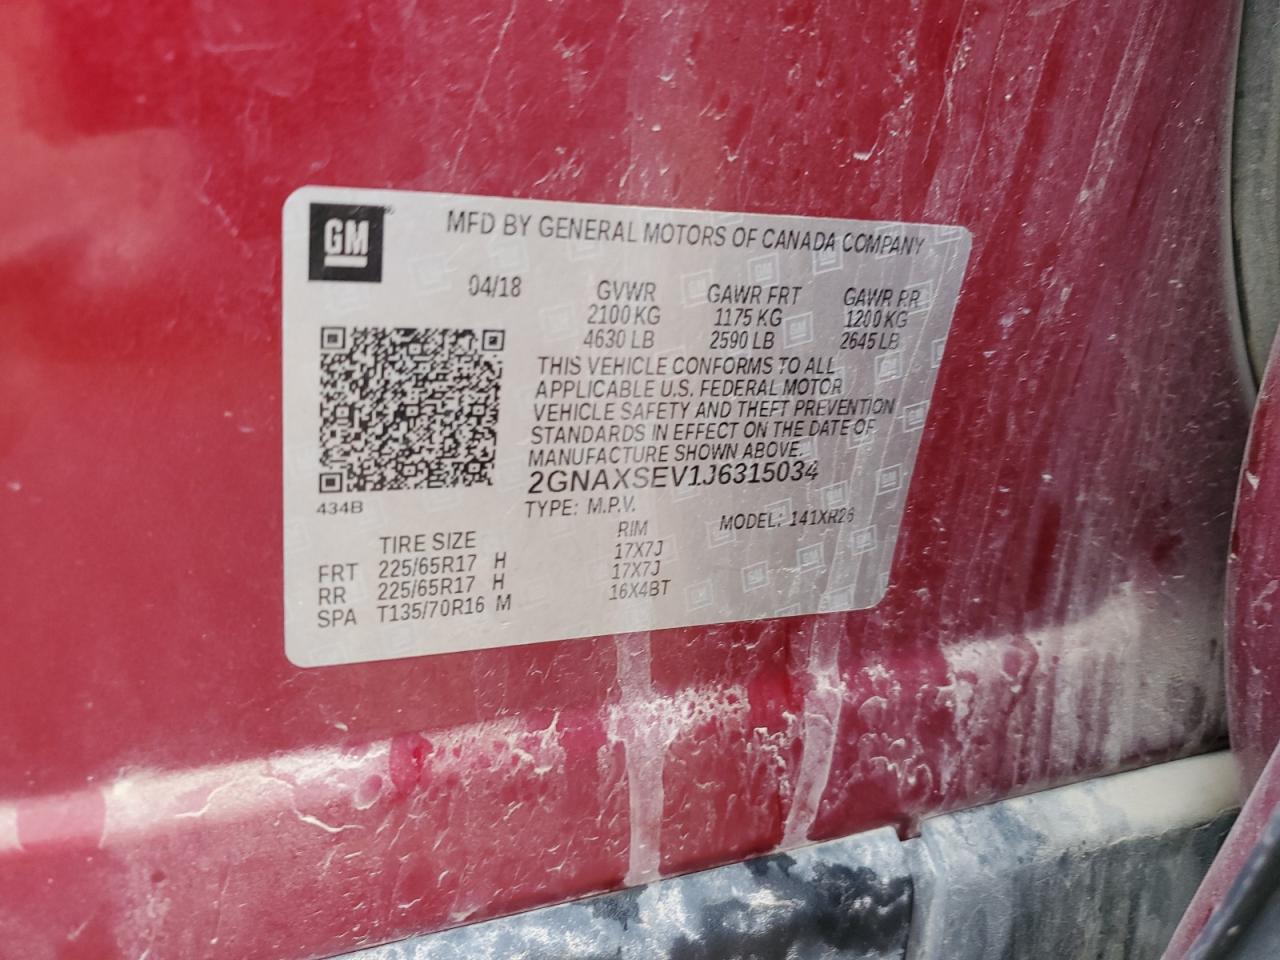 GM
MFD BY GENERAL MOTORS OF CANADA COMPANY
04/18
GVWR GAWR FRT GAWR RR
2100 KG 1175 KG 1200 KG
4630 LB 2590 LB 2645 LB
THIS VEHICLE CONFORMS TO ALL
APPLICABLE U.S. FEDERAL MOTOR
VEHICLE SAFETY AND THEFT PREVENTION
STANDARDS IN EFFECT ON THE DATE OF
MANUFACTURE SHOWN ABOVE.
2GNAXSEV1J6315034
434B
TYPE: M.P.V. MODEL: 141XR26
TIRE SIZE RIM
FRT 225/65R17 H 17X7J
RR 225/65R17 H 17X7J
SPA T135/70R16 M 16X4BT